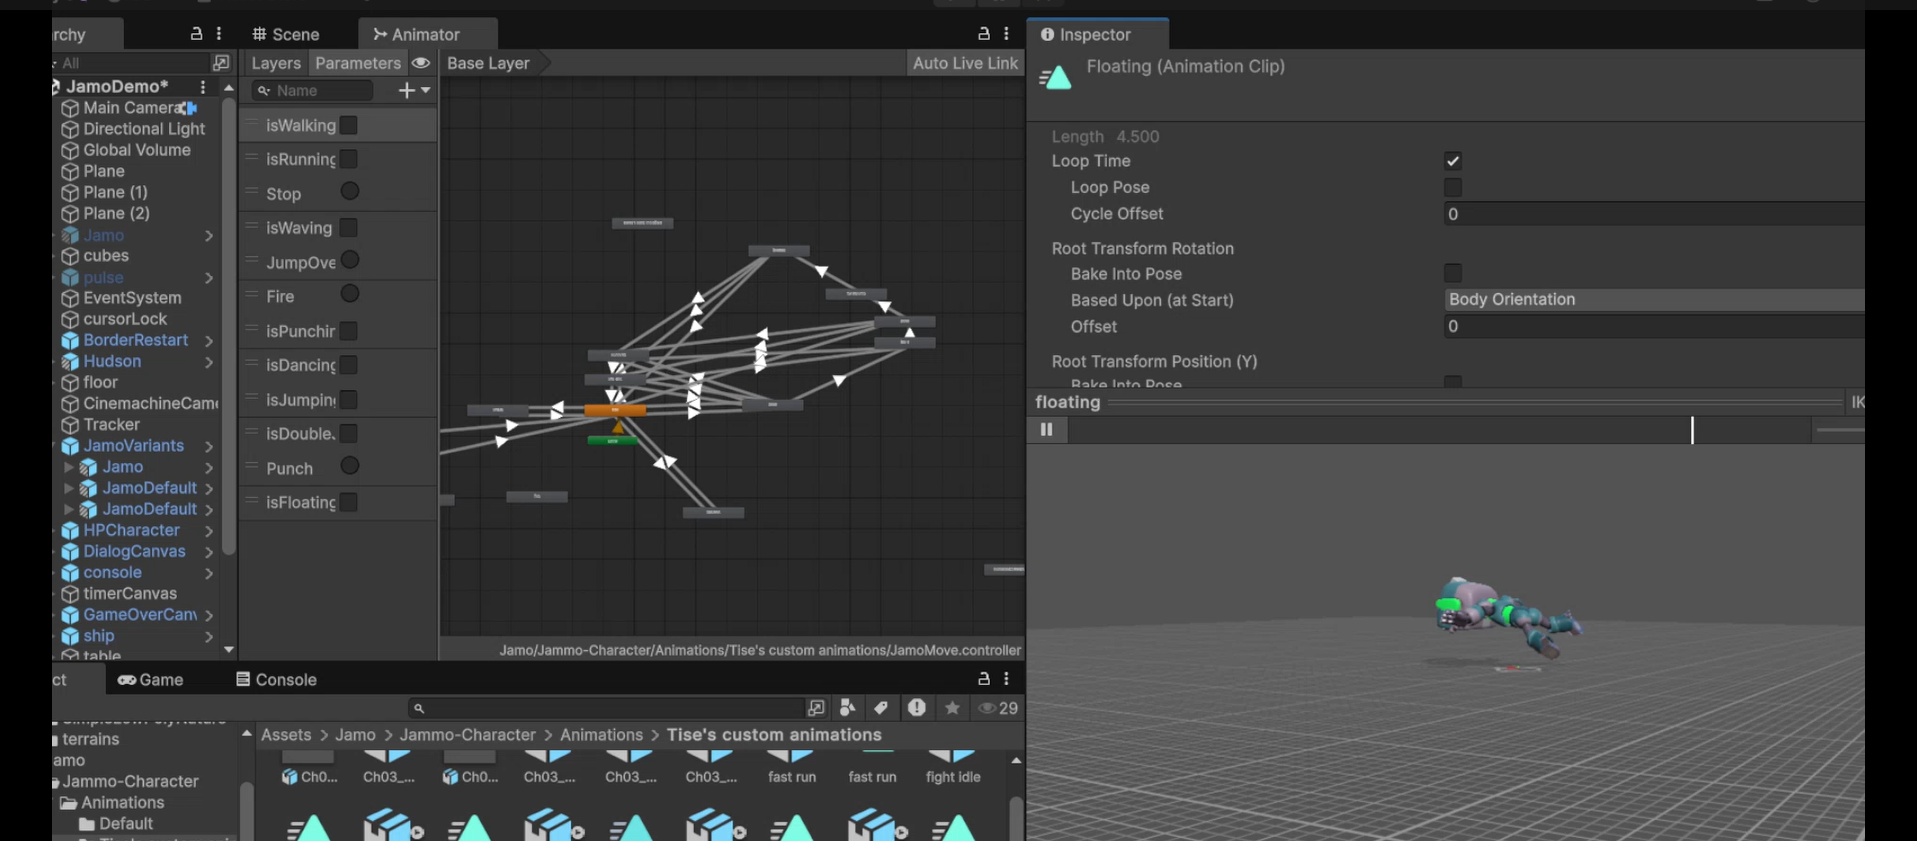 rchy
All
JamoDemo*
Main Camera
Directional Light
Global Volume
Plane
Plane (1)
Plane (2)
Jamo
cubes
pulse
EventSystem
cursorLock
BorderRestart
Hudson
floor
CinemachineCame
Tracker
JamoVariants
Jamo
JamoDefault
JamoDefault
HPCharacter
DialogCanvas
console
timerCanvas
GameOverCanv
ship
table
Scene
Animator
Layers
Parameters
Base Layer
Auto Live Link
Name
isWalking
isRunning
Stop
isWaving
JumpOve
Fire
isPunchin
isDancing
isJumping
isDouble
Punch
isFloating
Jamo/Jammo-Character/Animations/Tise's custom animations/JamoMove.controller
Inspector
Floating (Animation Clip)
Length 4.500
Loop Time
Loop Pose
Cycle Offset 0
Root Transform Rotation
Bake Into Pose
Based Upon (at Start) Body Orientation
Offset 0
Root Transform Position (Y)
Bake Into Pose
floating
IK
ct
Game
Console
29
terrains
amo
Jammo-Character
Animations
Default
Assets > Jamo > Jammo-Character > Animations > Tise's custom animations
Ch0... Ch03_... Ch0... Ch03_... Ch03_... Ch03_... fast run fast run fight idle